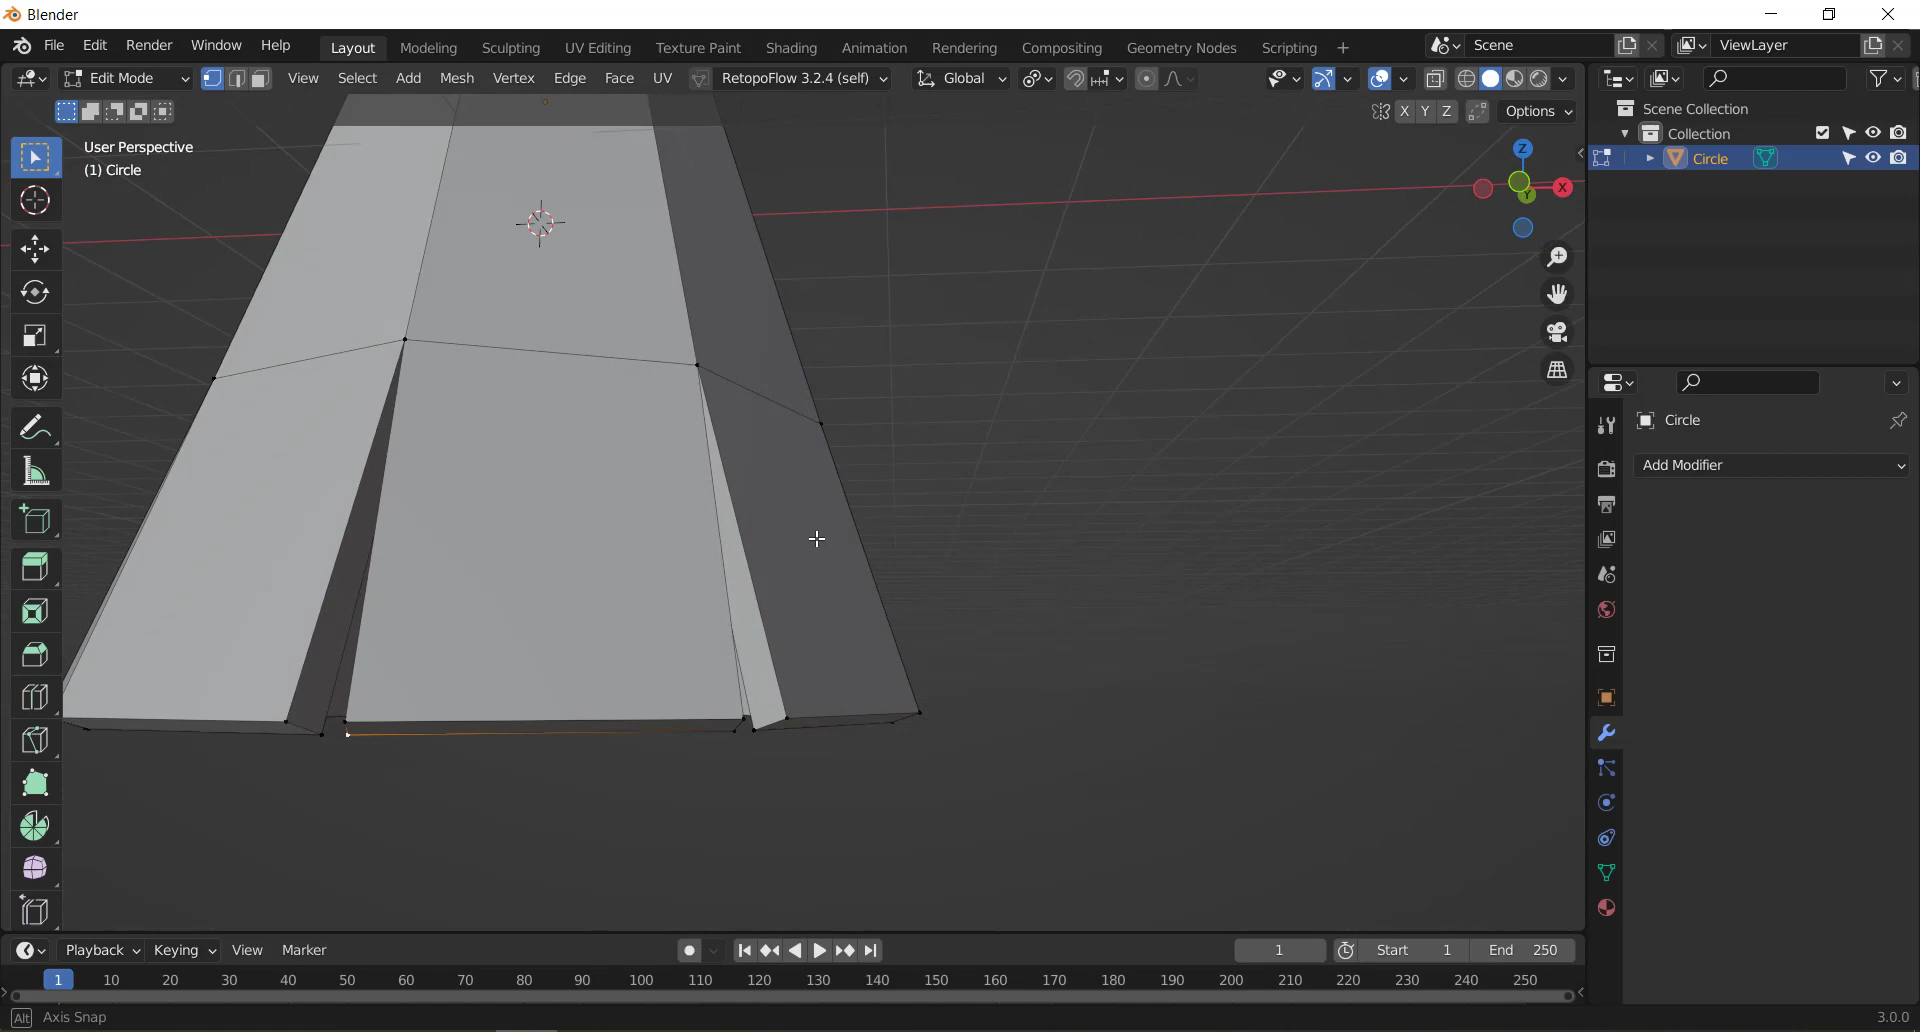 Blender
File Edit Render Window Help Layout Modeling Sculpting UV Editing Texture Paint Shading Animation Rendering Compositing Geometry Nodes Scripting + Scene ViewLayer
Edit Mode View Select Add Mesh Vertex Edge Face UV RetopoFlow 3.2.4 (self) Global
X Y Z Options
Scene Collection
Collection
Circle
User Perspective
(1) Circle
Z
X
Y
Circle
Add Modifier
Playback Keying View Marker 1 Start 1 End 250
1 10 20 30 40 50 60 70 80 90 100 110 120 130 140 150 160 170 180 190 200 210 220 230 240 250
Alt Axis Snap 3.0.0